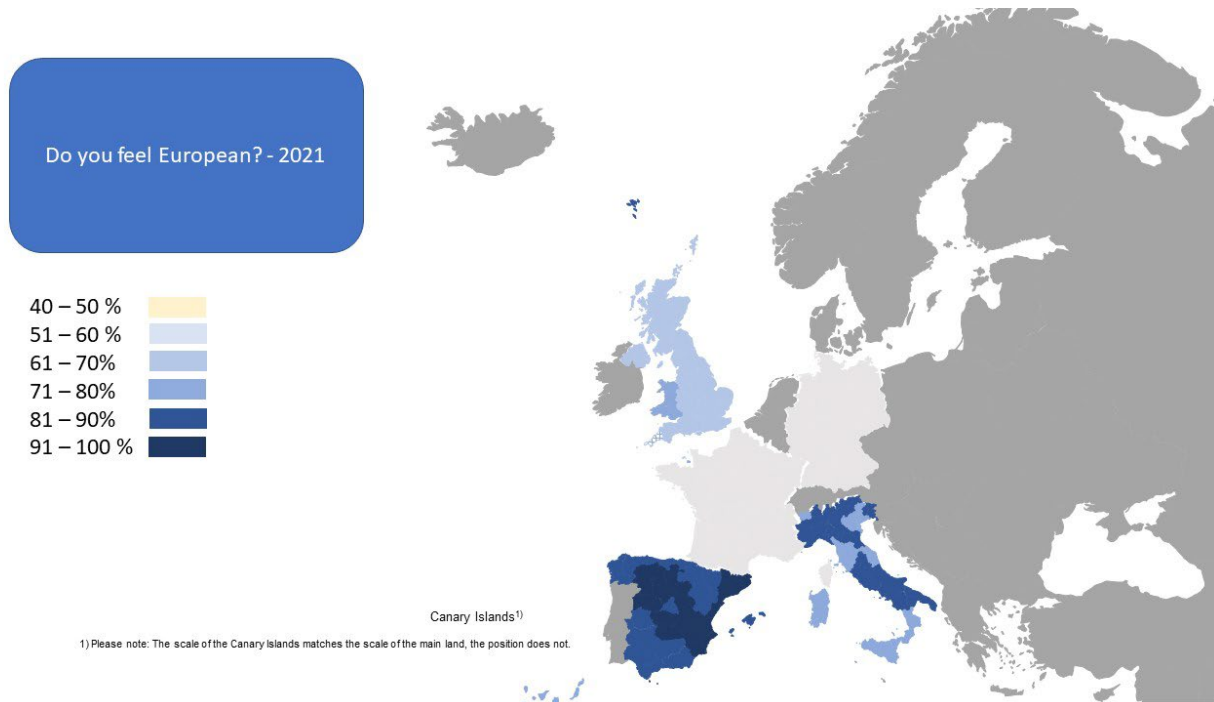 Do you feel European? - 2021
40 – 50 %
51 – 60 %
61 – 70%
71 – 80%
81 – 90%
91 – 100 %
Canary Islands1)
1) Please note: The scale of the Canary Islands matches the scale of the main land, the position does not.